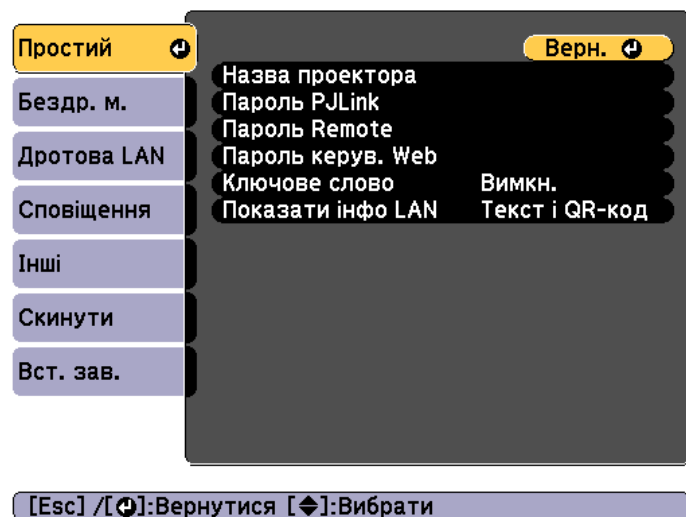 Простий
Бездр. м.
Дротова LAN
Сповіщення
Інші
Скинути
Вст. зав.
Верн.
Назва проектора
Пароль PJLink
Пароль Remote
Пароль керув. Web
Ключове слово Вимкн.
Показати інфо LAN Текст і QR-код
[Esc] /[⏎]:Вернутися [◆]:Вибрати